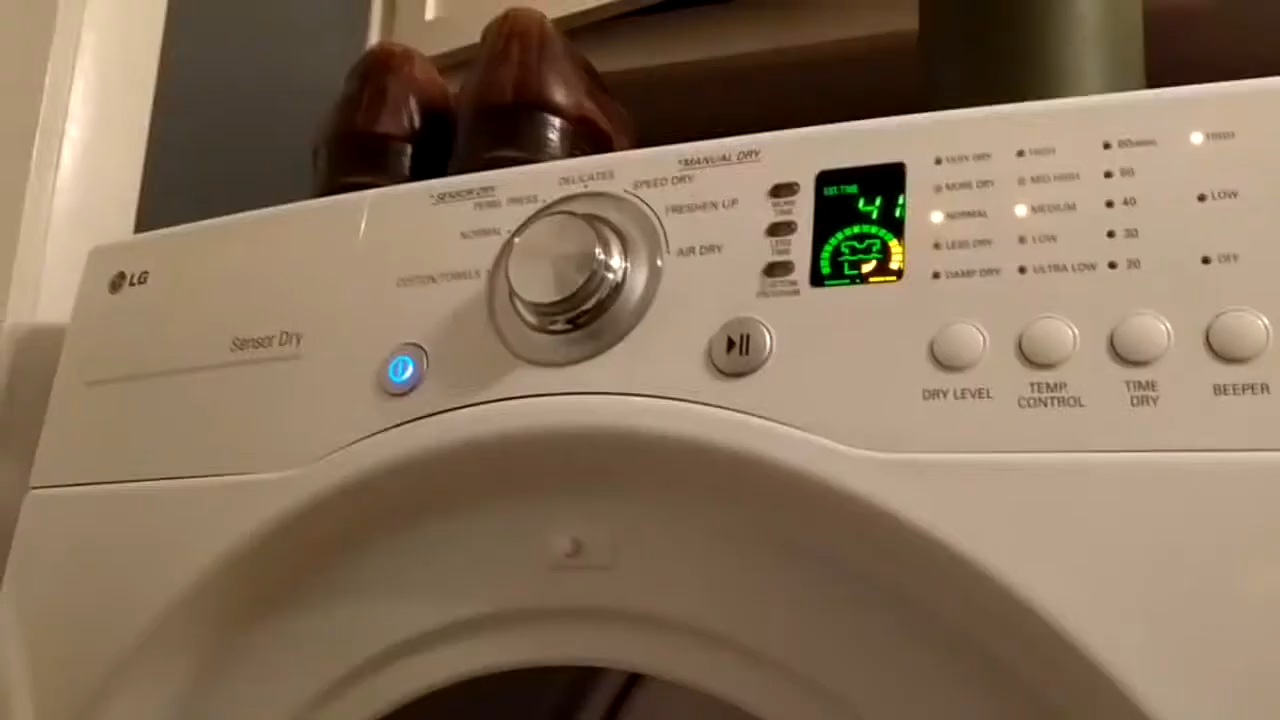 LG
Sensor Dry
*SENSOR DRY
COTTON/TOWELS
NORMAL
PERM. PRESS
DELICATES
*MANUAL DRY
SPEED DRY
FRESHEN UP
AIR DRY
MORE TIME
LESS TIME
CUSTOM PROGRAM
EST. TIME
41
VERY DRY
MORE DRY
NORMAL
LESS DRY
DAMP DRY
HIGH
MID HIGH
MEDIUM
LOW
ULTRA LOW
40
30
20
HIGH
LOW
OFF
DRY LEVEL
TEMP.
CONTROL
TIME
DRY
BEEPER